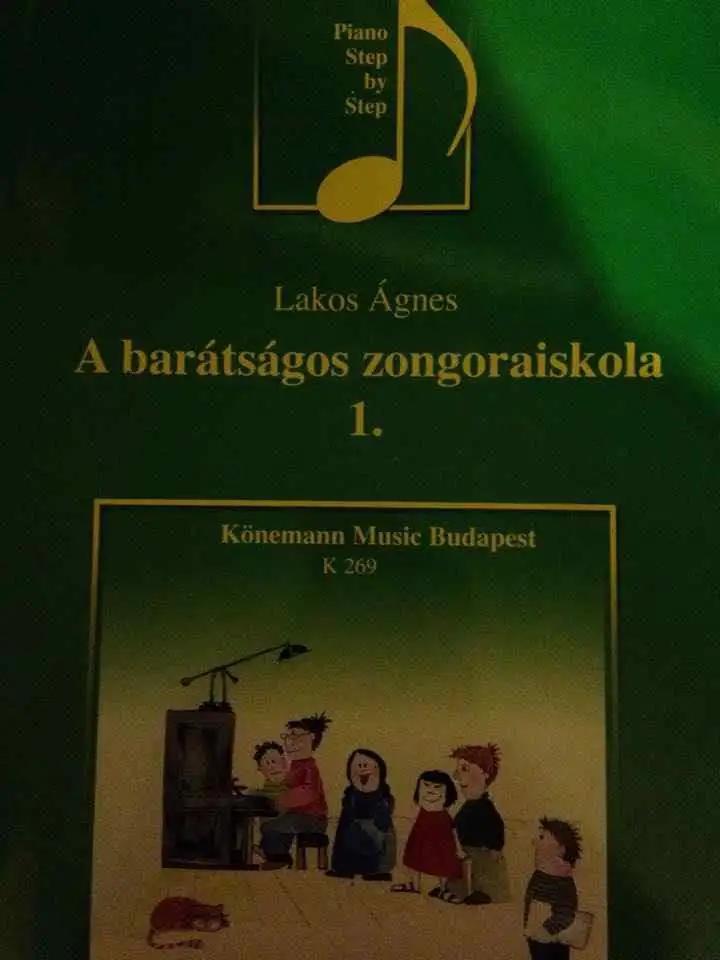 Piano
Step
by
Step
Lakos Ágnes
A barátságos zongoraiskola
1.
Könemann Music Budapest
K 269